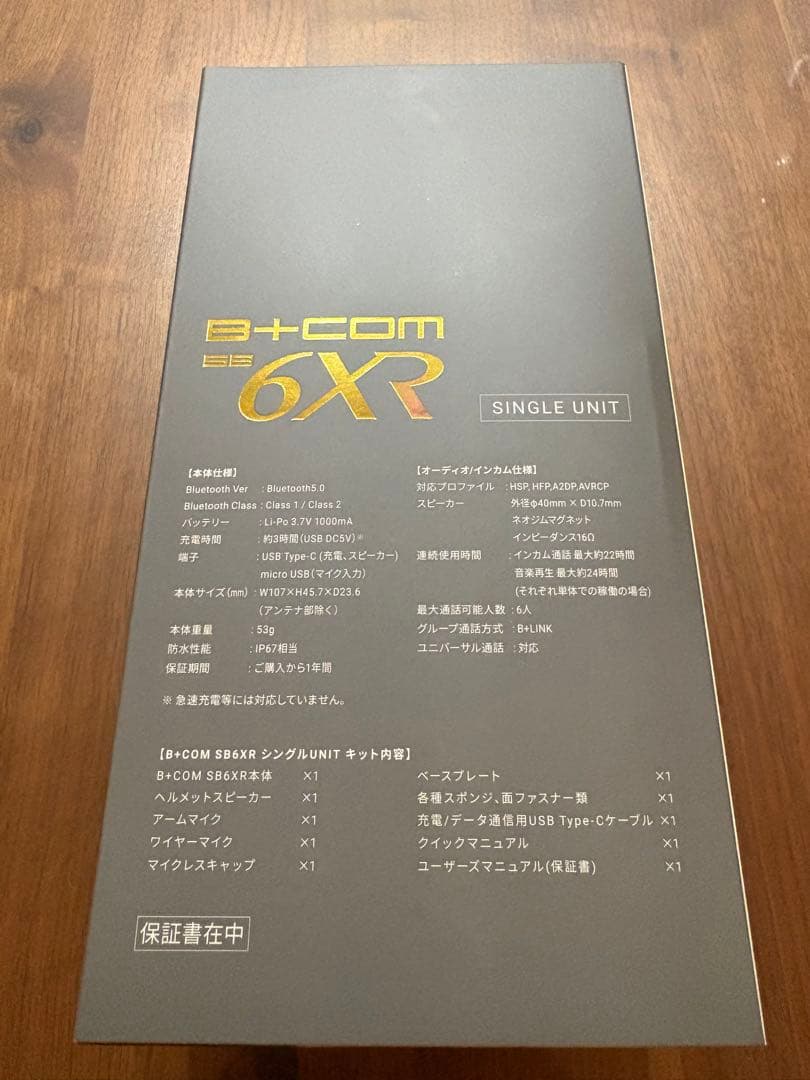 B+COM
SB
6XR
SINGLE UNIT
【本体仕様】
Bluetooth Ver : Bluetooth5.0
Bluetooth Class : Class 1 / Class 2
バッテリー : Li-Po 3.7V 1000mA
充電時間 : 約3時間(USB DC5V)※
端子 : USB Type-C (充電、スピーカー)
micro USB(マイク入力)
本体サイズ(mm) : W107×H45.7×D23.6
(アンテナ部除く)
本体重量 : 53g
防水性能 : IP67相当
保証期間 : ご購入から1年間
※ 急速充電等には対応していません。
【オーディオ/インカム仕様】
対応プロファイル : HSP, HFP,A2DP,AVRCP
スピーカー 外径φ40mm × D10.7mm
ネオジムマグネット
インピーダンス16Ω
連続使用時間 : インカム通話 最大約22時間
音楽再生 最大約24時間
(それぞれ単体での稼働の場合)
最大通話可能人数 : 6人
グループ通話方式 : B+LINK
ユニバーサル通話 : 対応
【B+COM SB6XR シングルUNIT キット内容】
B+COM SB6XR本体 ×1
ヘルメットスピーカー ×1
アームマイク ×1
ワイヤーマイク ×1
マイクレスキャップ ×1
ベースプレート ×1
各種スポンジ、面ファスナー類 ×1
充電/データ通信用USB Type-Cケーブル ×1
クイックマニュアル ×1
ユーザーズマニュアル(保証書) ×1
保証書在中